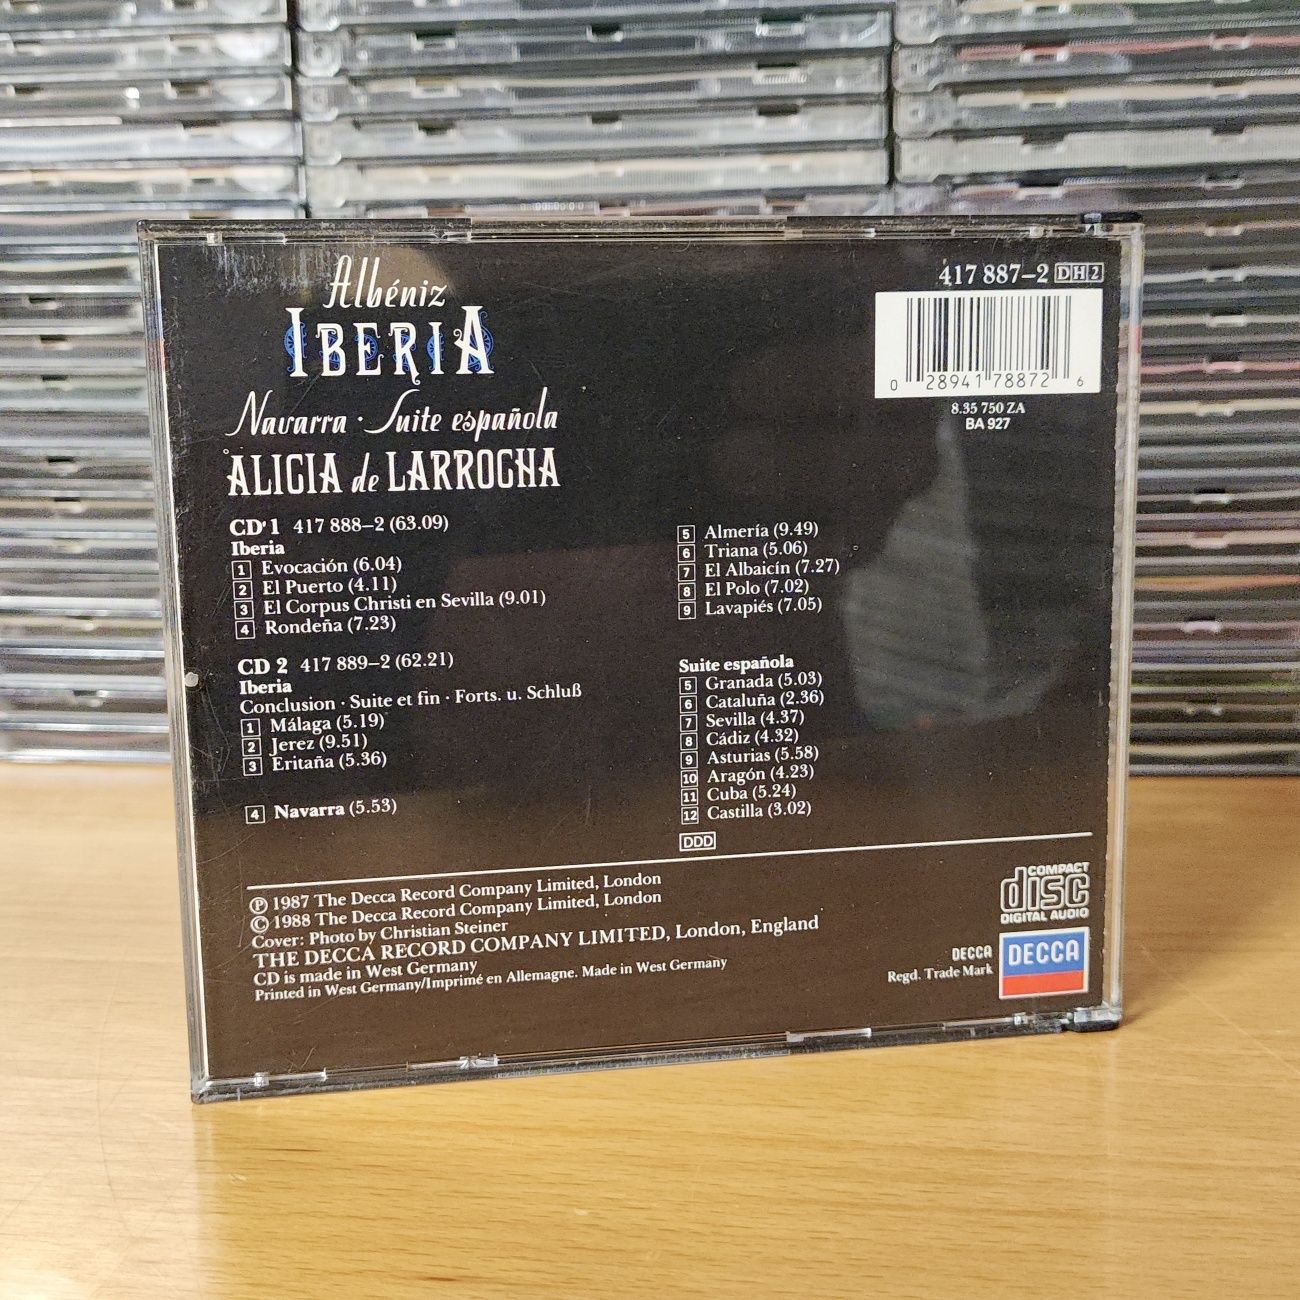 Albéniz
IBERIA
Navarra · Suite española
ALICIA de LARROCHA
417 887–2 DH2
0 28941 78872 6
8.35 750 ZA
BA 927
CD 1 417 888–2 (63.09)
Iberia
1 Evocación (6.04)
2 El Puerto (4.11)
3 El Corpus Christi en Sevilla (9.01)
4 Rondeña (7.23)
5 Almería (9.49)
6 Triana (5.06)
7 El Albaicín (7.27)
8 El Polo (7.02)
9 Lavapiés (7.05)
CD 2 417 889–2 (62.21)
Iberia
Conclusion · Suite et fin · Forts. u. Schluß
1 Málaga (5.19)
2 Jerez (9.51)
3 Eritaña (5.36)
4 Navarra (5.53)
Suite española
5 Granada (5.03)
6 Cataluña (2.36)
7 Sevilla (4.37)
8 Cádiz (4.32)
9 Asturias (5.58)
10 Aragón (4.23)
11 Cuba (5.24)
12 Castilla (3.02)
DDD
℗ 1987 The Decca Record Company Limited, London
© 1988 The Decca Record Company Limited, London
Cover: Photo by Christian Steiner
THE DECCA RECORD COMPANY LIMITED, London, England
CD is made in West Germany
Printed in West Germany/Imprimé en Allemagne. Made in West Germany
COMPACT
disc
DIGITAL AUDIO
DECCA
Regd. Trade Mark
DECCA